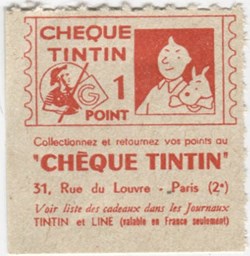 CHEQUE
TINTIN
G
1
POINT
Collectionnez et retournez vos points au
"CHÈQUE TINTIN"
31, Rue du Louvre - Paris (2e)
Voir liste des cadeaux dans les Journaux
TINTIN et LINE (valable en France seulement)